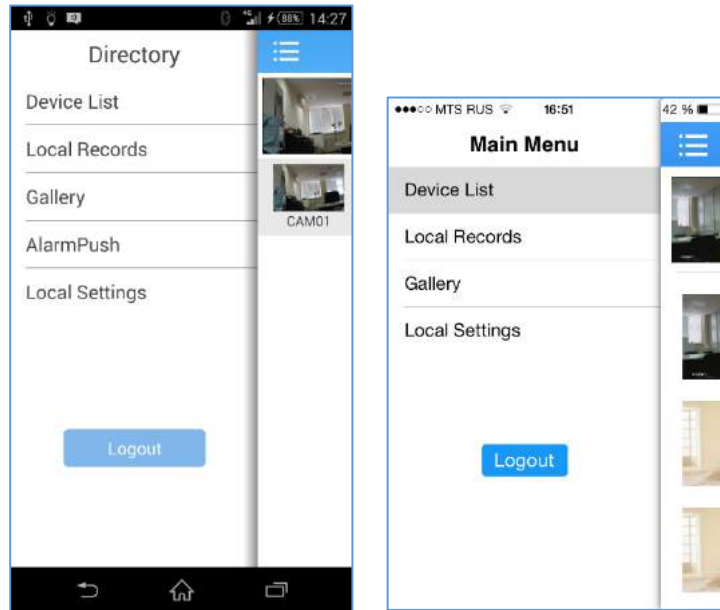 88% 14:27
Directory
Device List
Local Records
Gallery
AlarmPush
Local Settings
CAM01
Logout
MTS RUS 16:51 42 %
Main Menu
Device List
Local Records
Gallery
Local Settings
Logout